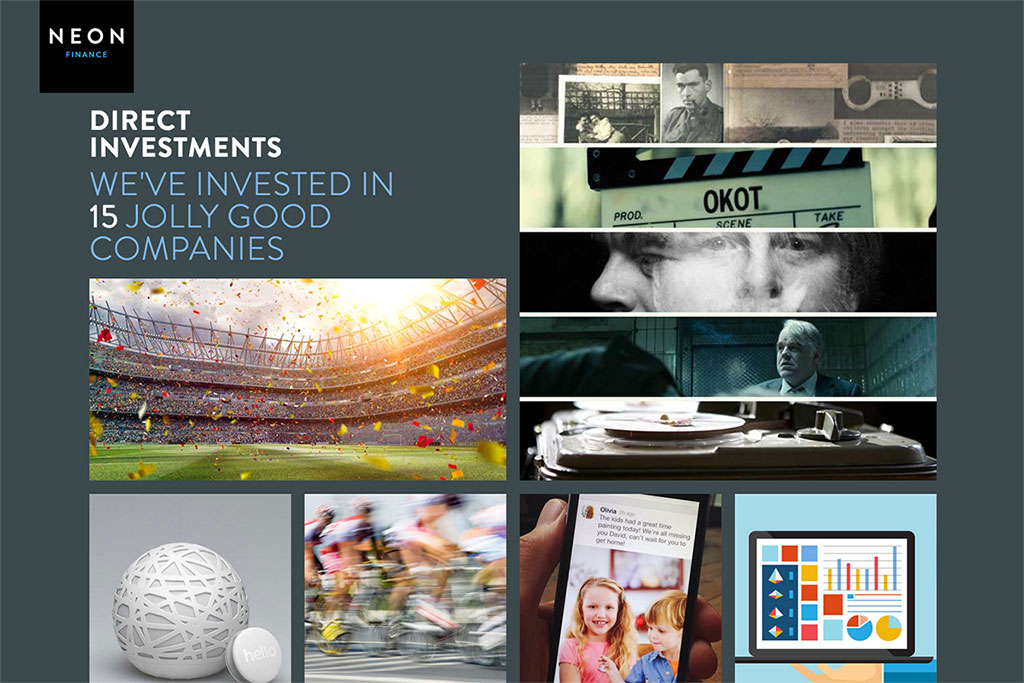 NEON
FINANCE
DIRECT
INVESTMENTS
WE'VE INVESTED IN
15 JOLLY GOOD
COMPANIES
OKOT
PROD.
SCENE
TAKE
hello
Olivia
The kids had a great time
painting today! We're all missing
you David, can't wait for you to
get home!